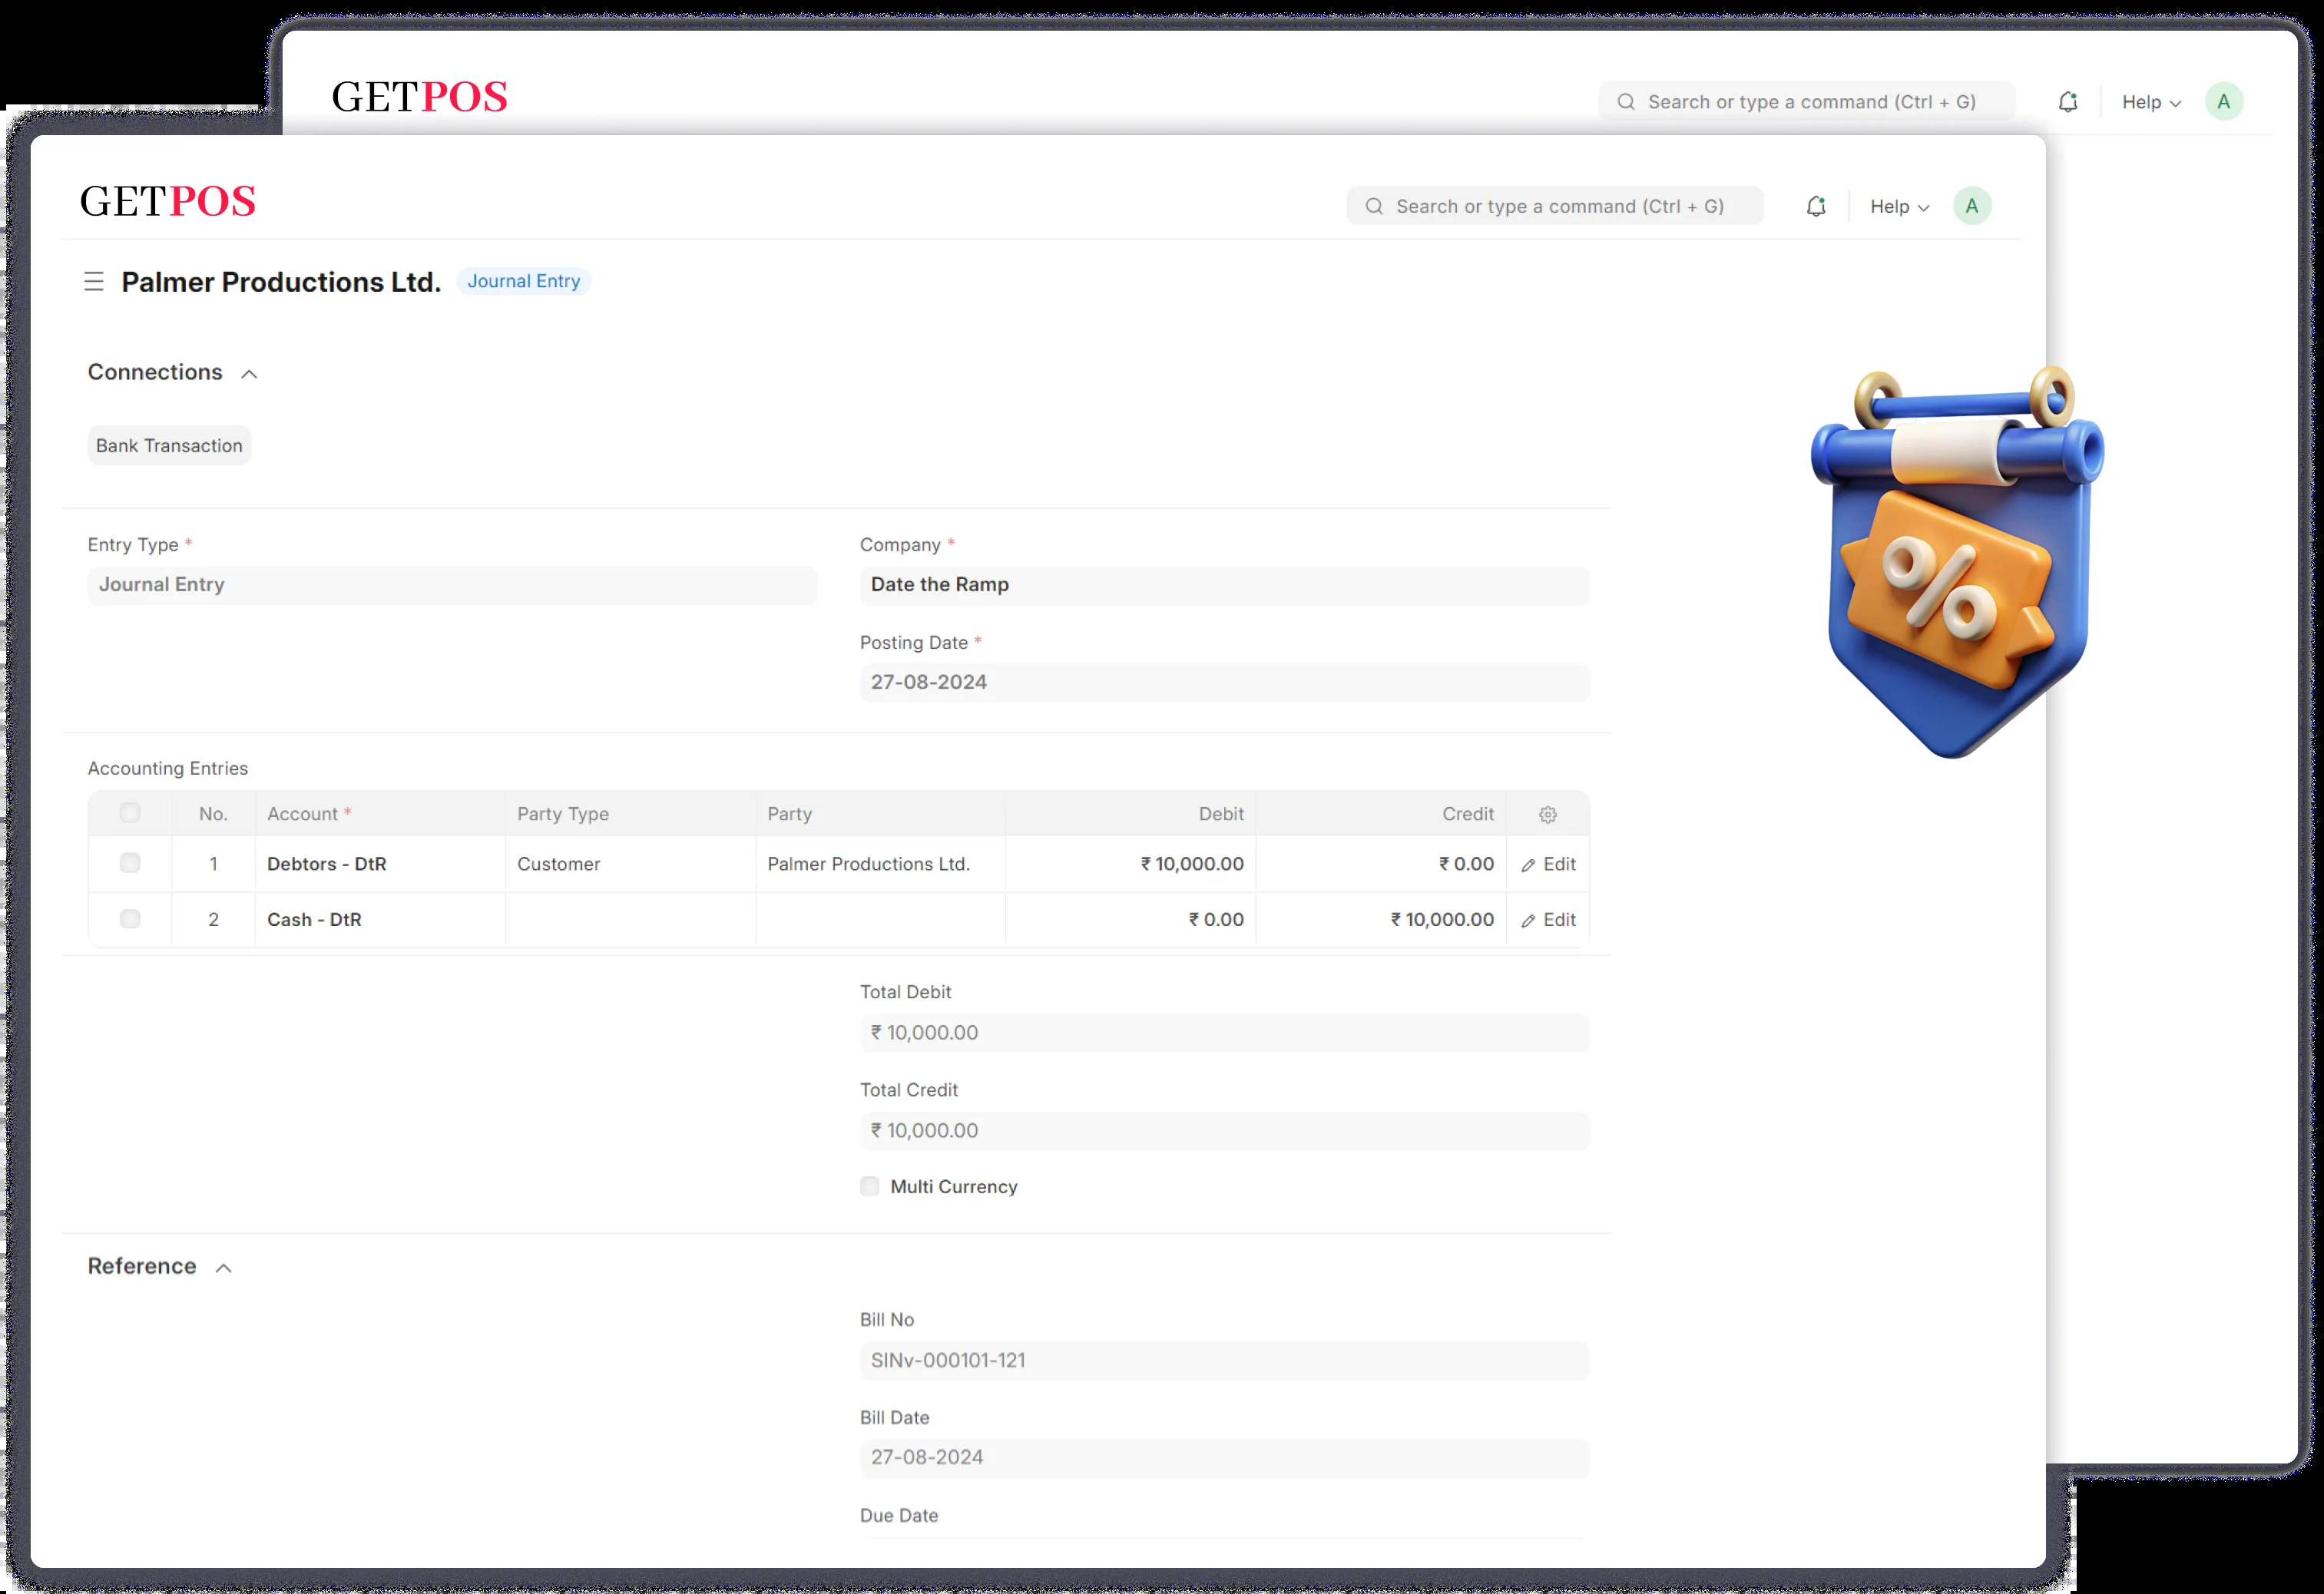 GETPOS
Search or type a command (Ctrl + G)
Help
A
GETPOS
Search or type a command (Ctrl + G)
Help
A
Palmer Productions Ltd. Journal Entry
Connections
Bank Transaction
Entry Type *
Journal Entry
Company *
Date the Ramp
Posting Date *
27-08-2024
Accounting Entries
No. Account * Party Type Party Debit Credit
1 Debtors - DtR Customer Palmer Productions Ltd. ₹ 10,000.00 ₹ 0.00 Edit
2 Cash - DtR ₹ 0.00 ₹ 10,000.00 Edit
Total Debit
₹ 10,000.00
Total Credit
₹ 10,000.00
Multi Currency
Reference
Bill No
SINv-000101-121
Bill Date
27-08-2024
Due Date
%